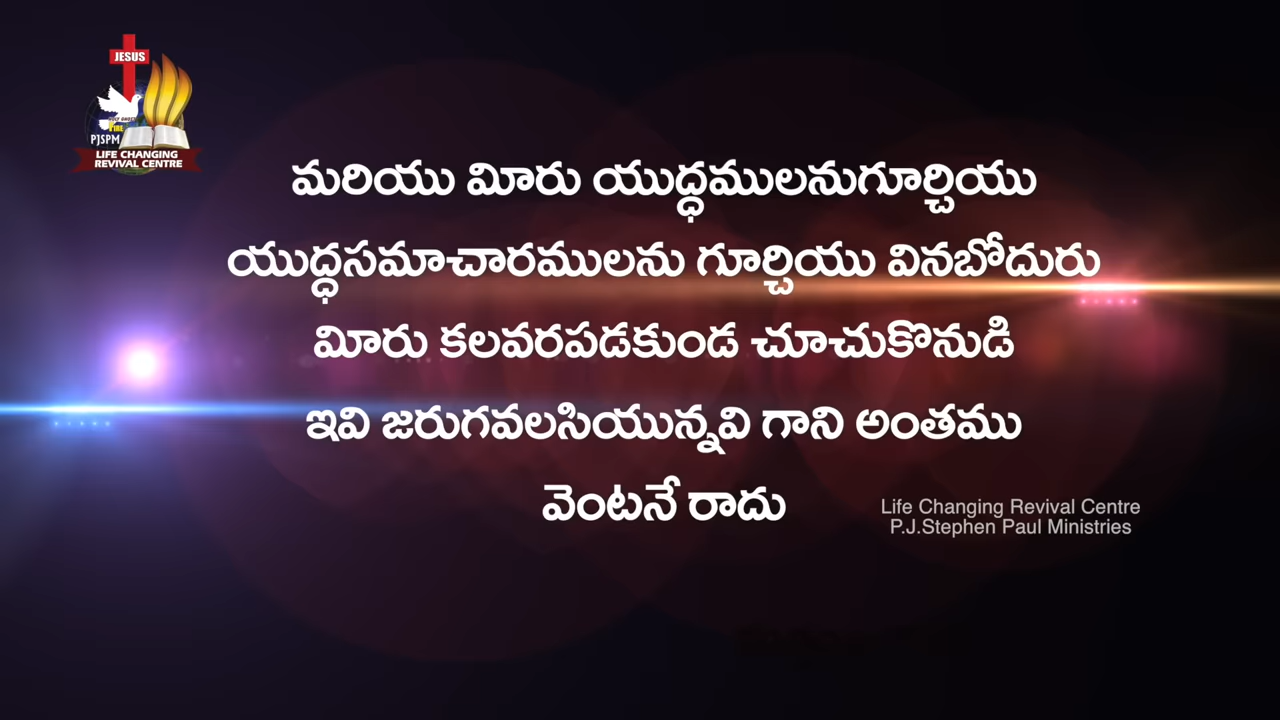 JESUS
FIRE
PJSPM
LIFE CHANGING
REVIVAL CENTRE
మరియు మీరు యుద్ధములనుగూర్చియు
యుద్ధసమాచారములను గూర్చియు వినబోదురు
మీరు కలవరపడకుండ చూచుకొనుడి
ఇవి జరుగవలసియున్నవి గాని అంతము
వెంటనే రాదు
Life Changing Revival Centre
P.J.Stephen Paul Ministries